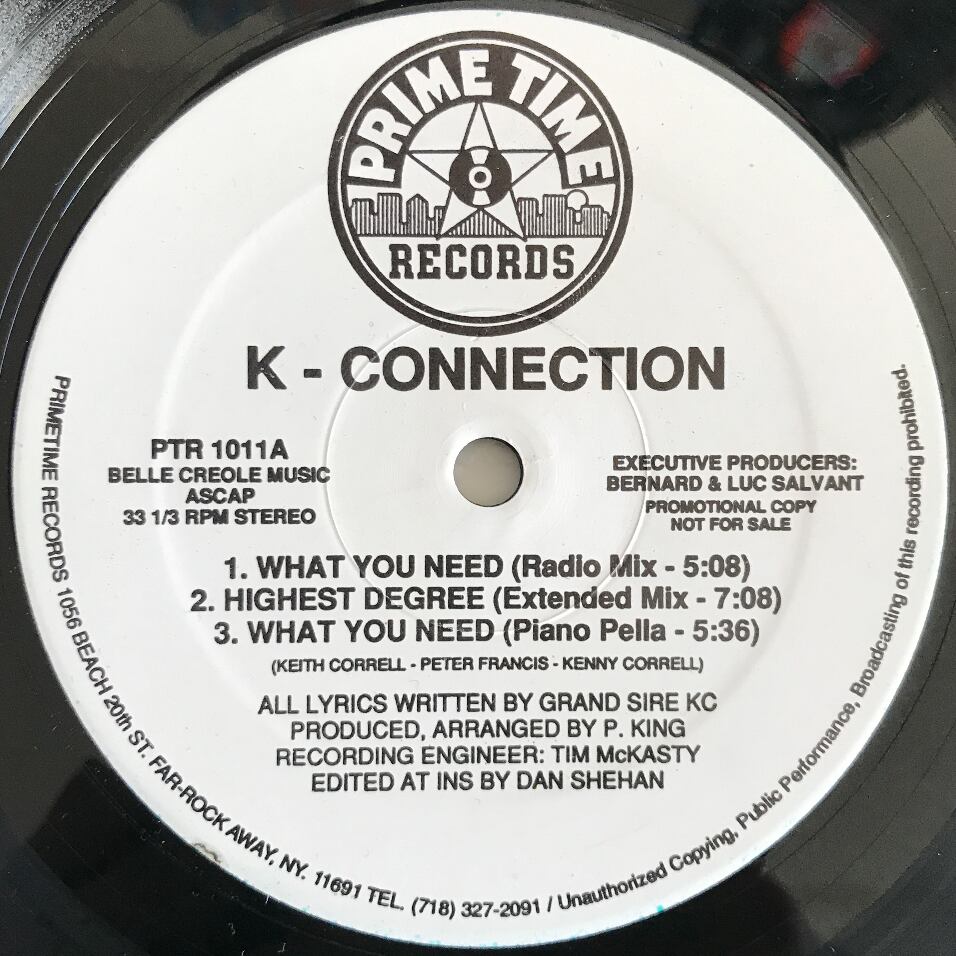 PRIME TIME
RECORDS
K - CONNECTION
PTR 1011A
BELLE CREOLE MUSIC
ASCAP
33 1/3 RPM STEREO
EXECUTIVE PRODUCERS:
BERNARD & LUC SALVANT
PROMOTIONAL COPY
NOT FOR SALE
1. WHAT YOU NEED (Radio Mix - 5:08)
2. HIGHEST DEGREE (Extended Mix - 7:08)
3. WHAT YOU NEED (Piano Pella - 5:36)
(KEITH CORRELL - PETER FRANCIS - KENNY CORRELL)
ALL LYRICS WRITTEN BY GRAND SIRE KC
PRODUCED, ARRANGED BY P. KING
RECORDING ENGINEER: TIM McKASTY
EDITED AT INS BY DAN SHEHAN
PRIMETIME RECORDS 1056 BEACH 20th ST. FAR-ROCK AWAY, NY. 11691 TEL. (718) 327-2091 / Unauthorized Copying, Public Performance, Broadcasting of this recording prohibited.